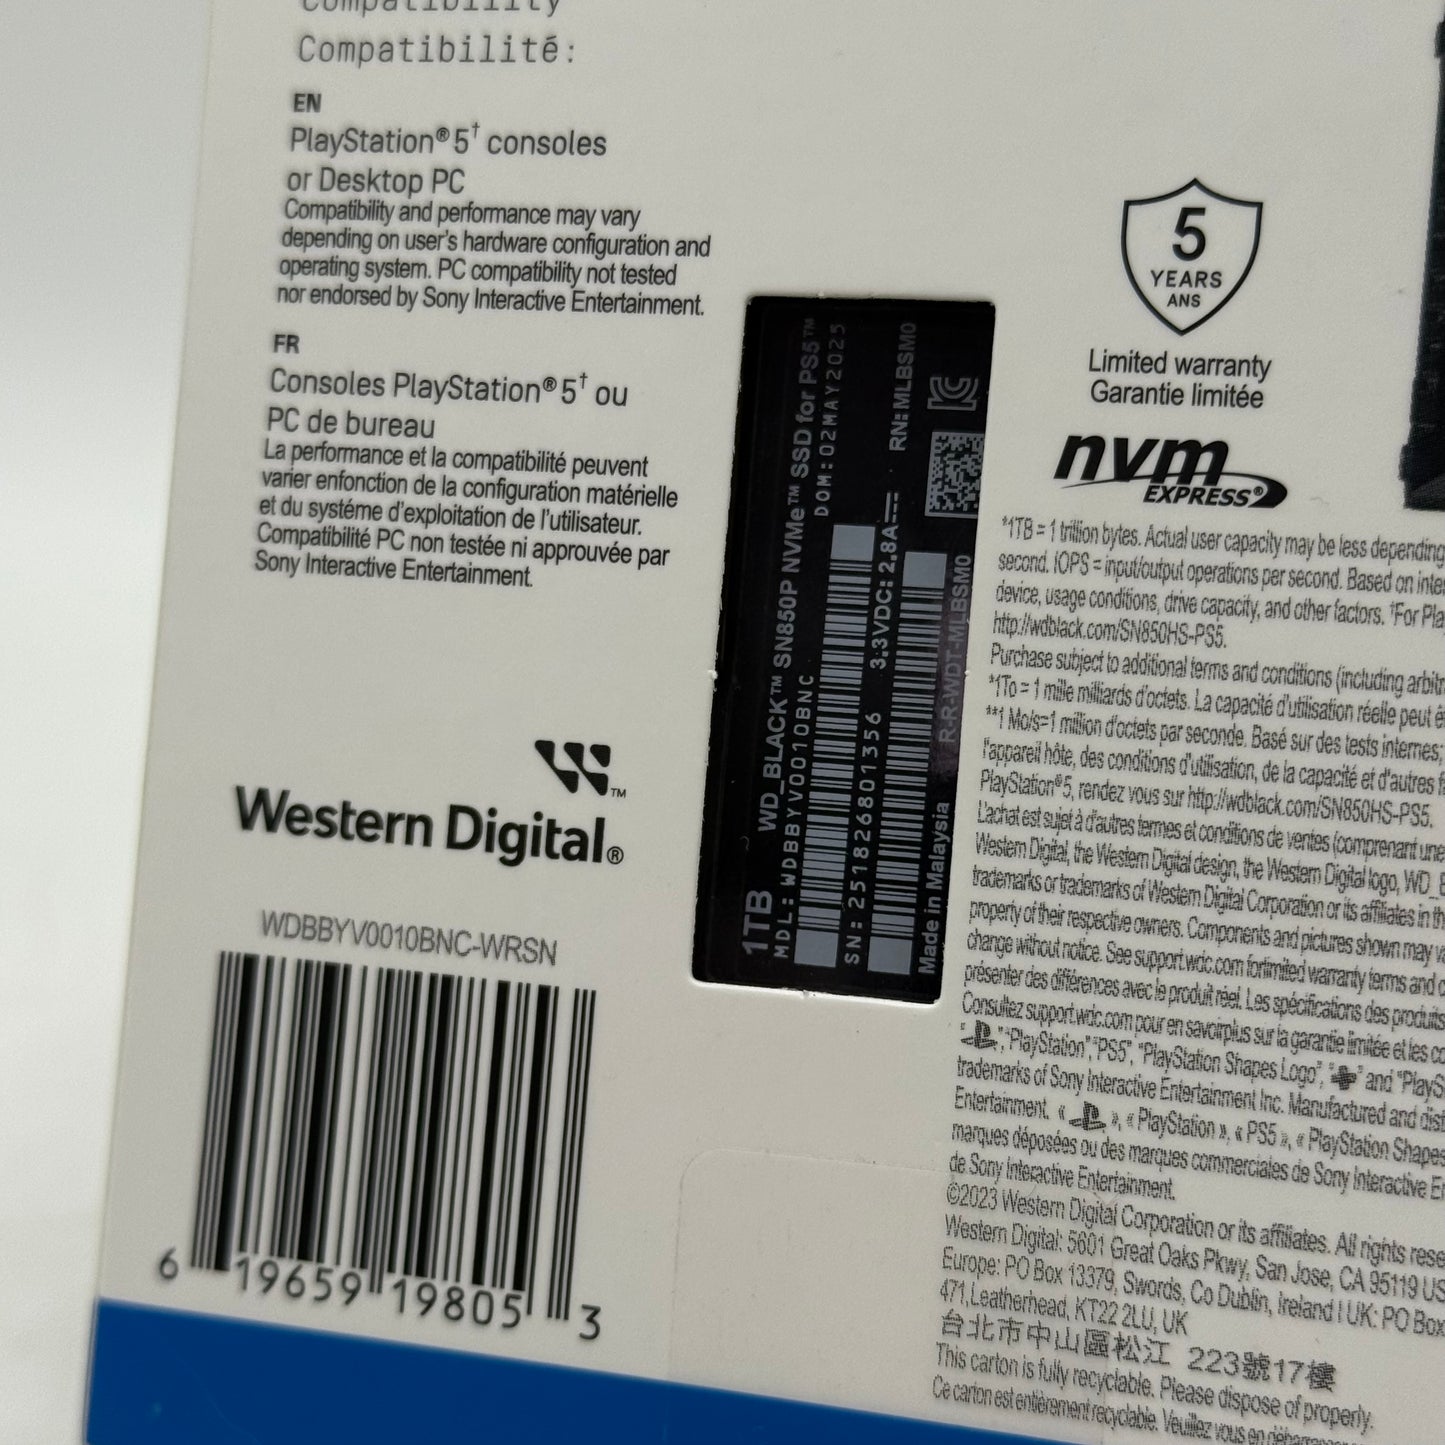 Compatibility
Compatibilité:
EN
PlayStation®5† consoles
or Desktop PC
Compatibility and performance may vary
depending on user's hardware configuration and
operating system. PC compatibility not tested
nor endorsed by Sony Interactive Entertainment.
FR
Consoles PlayStation®5† ou
PC de bureau
La performance et la compatibilité peuvent
varier enfonction de la configuration matérielle
et du systéme d'exploitation de l'utilisateur.
Compatibilité PC non testée ni approuvée par
Sony Interactive Entertainment.
Western Digital®
WDBBYV0010BNC-WRSN
6 19659 19805 3
1TB WD_BLACK™ SN850P NVMe™ SSD for PS5™
MDL: WDBBYV0010BNC DOM: 02MAY2025
3.3VDC: 2.8A RN: MLBSM0
SN: 251826801356
R-R-WDT-MLBSM0
Made in Malaysia
5
YEARS
ANS
Limited warranty
Garantie limitée
nvm
EXPRESS®
*1TB = 1 trillion bytes. Actual user capacity may be less depending
second. IOPS = input/output operations per second. Based on
device, usage conditions, drive capacity, and other factors. †For
http://wdblack.com/SN850HS-PS5.
Purchase subject to additional terms and conditions (including
*1To = 1 mille milliards d'octets. La capacité d'utilisation réelle peut
**1 Mo/s=1 million d'octets par seconde. Basé sur des tests internes;
l'appareil hôte, des conditions d'utilisation, de la capacité et d'autres
PlayStation®5, rendez vous sur http://wdblack.com/SN850HS-PS5.
L'achat est sujet à d'autres termes et conditions de ventes (comprenant une
Western Digital, the Western Digital design, the Western Digital logo,
trademarks or trademarks of Western Digital Corporation or its affiliates in
property of their respective owners. Components and pictures shown may
change without notice. See support.wdc.com forlimited warranty terms and
présenter des différences avec le produit réel. Les spécifications des produits
Consultez support.wdc.com pour en savoirplus sur la garantie limitée et les
"PlayStation", "PS5", "PlayStation Shapes Logo", " " and
trademarks of Sony Interactive Entertainment Inc. Manufactured and
Entertainment. « », « PlayStation », « PS5 », « PlayStation Shapes
marques déposées ou des marques commerciales de Sony Interactive
de Sony Interactive Entertainment.
©2023 Western Digital Corporation or its affiliates. All rights
Western Digital: 5601 Great Oaks Pkwy, San Jose, CA 95119 US
Europe: PO Box 13379, Swords, Co Dublin, Ireland I UK: PO Box
471, Leatherhead, KT22 2LU, UK
台北市中山區松江 223號17樓
This carton is fully recyclable. Please dispose of properly.
Ce carton est entièrement recyclable. Veuillez vous en